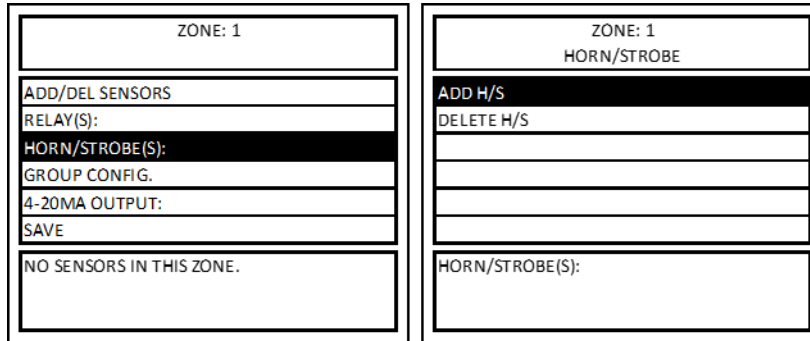 ZONE: 1
ADD/DEL SENSORS
RELAY(S):
HORN/STROBE(S):
GROUP CONFIG.
4-20MA OUTPUT:
SAVE
NO SENSORS IN THIS ZONE.
ZONE: 1
HORN/STROBE
ADD H/S
DELETE H/S
HORN/STROBE(S):